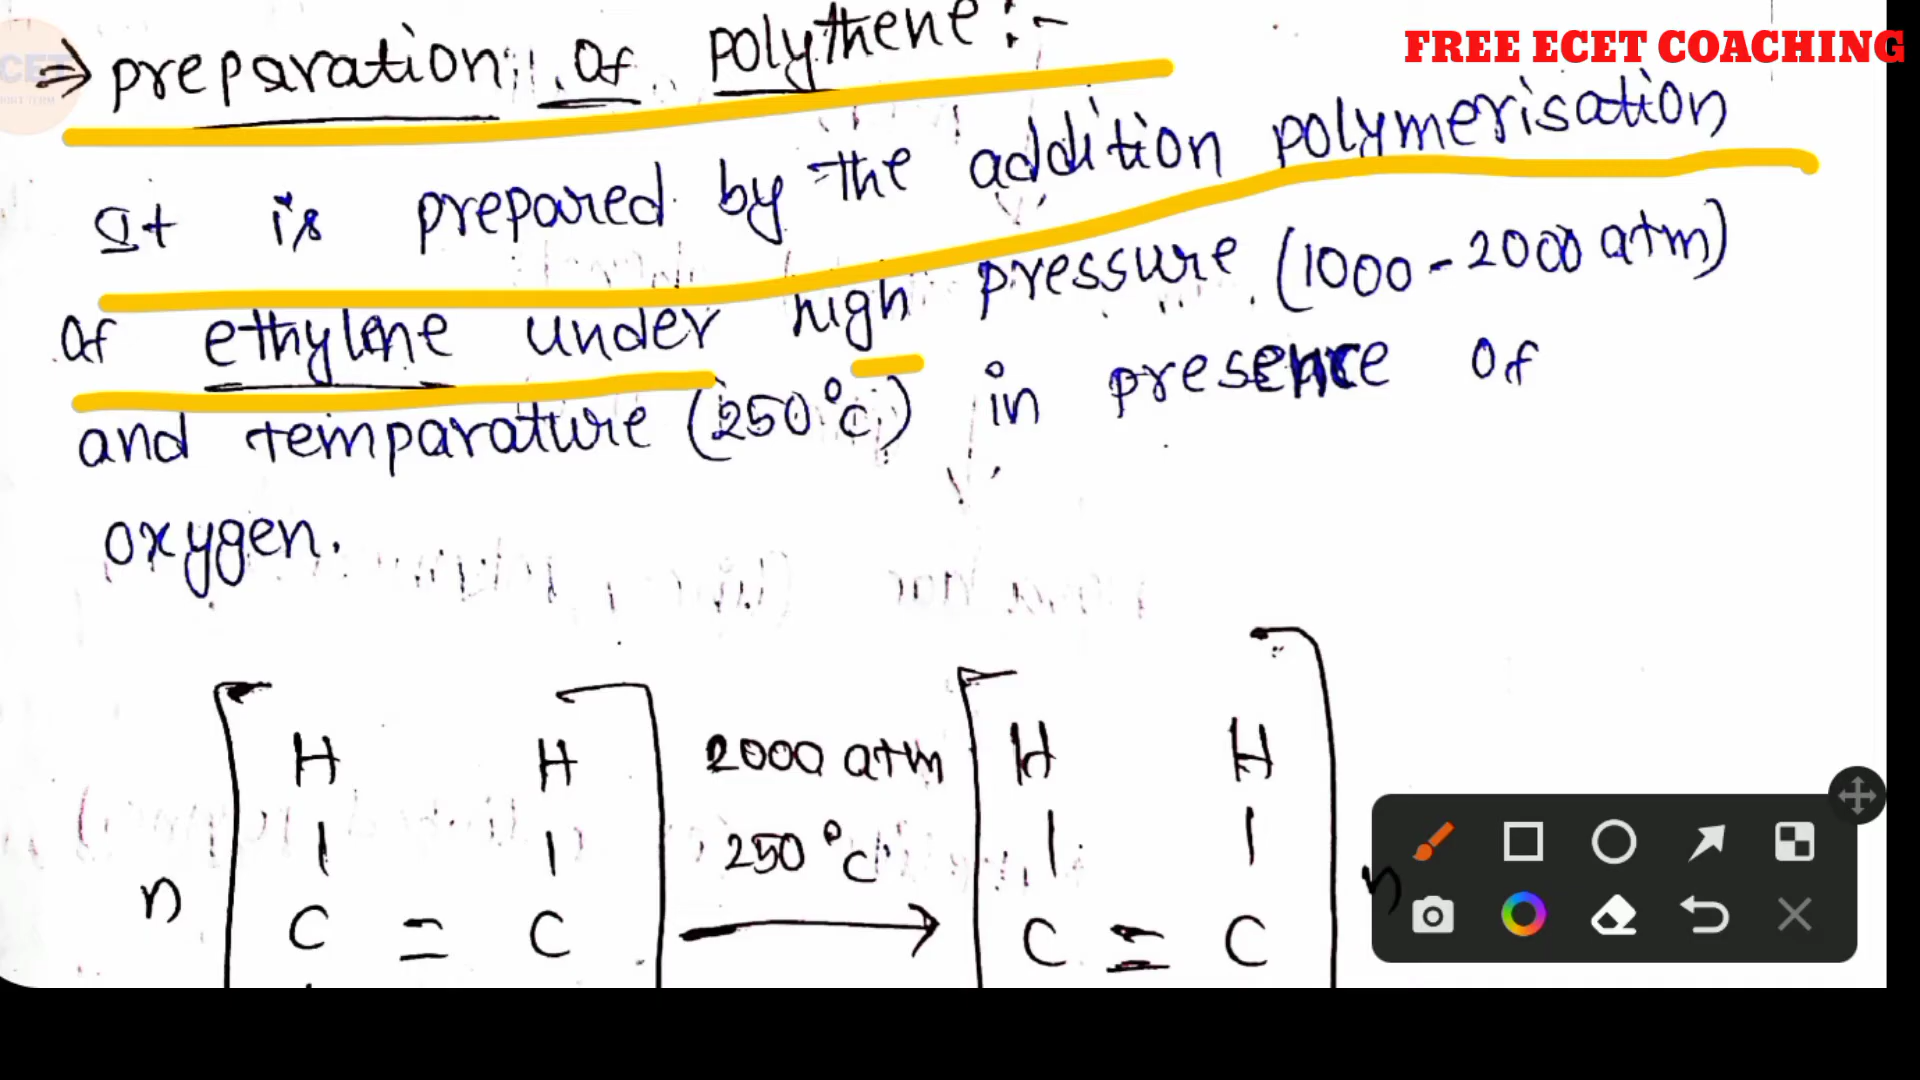 FREE ECET COACHING
⇒ preparation of polythene :-
It is prepared by the addition polymerisation
of ethylene under high pressure (1000 - 2000 atm)
and temparature (250°c) in presence of
oxygen.
H H 2000 atm H H
| | 250°c | |
n C = C → C = C n